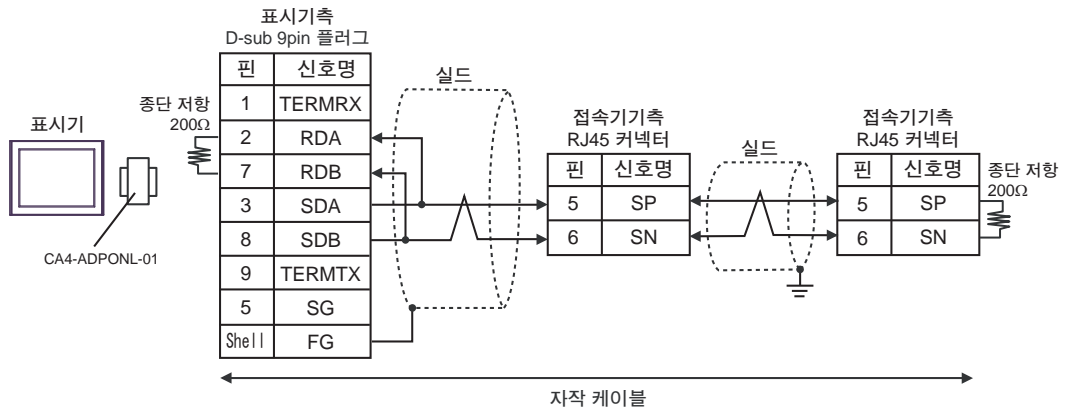 표시기측
D-sub 9pin 플러그
핀 신호명
1 TERMRX
2 RDA
7 RDB
3 SDA
8 SDB
9 TERMTX
5 SG
Shell FG
종단 저항
200Ω
표시기
CA4-ADPONL-01
실드
접속기기측
RJ45 커넥터
핀 신호명
5 SP
6 SN
실드
접속기기측
RJ45 커넥터
핀 신호명
5 SP
6 SN
종단 저항
200Ω
자작 케이블